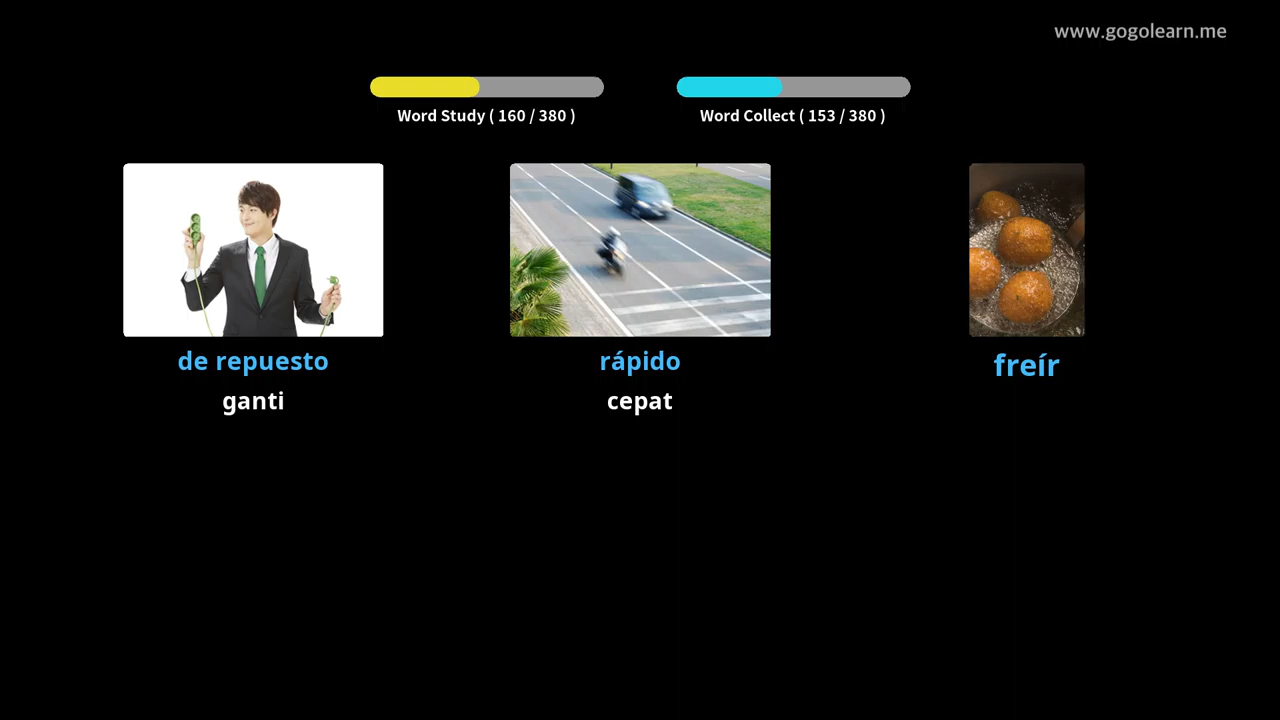 www.gogolearn.me
Word Study ( 160 / 380 )
Word Collect ( 153 / 380 )
de repuesto
rápido
freír
ganti
cepat